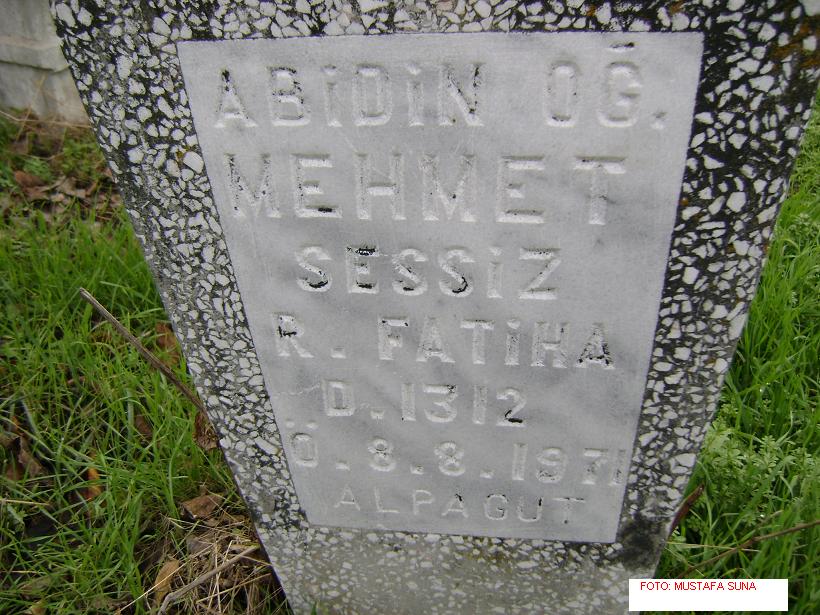 ABİDİN OĞ.
MEHMET
SESSİZ
R. FATİHA
D. 1312
Ö. 8.8.1971
ALPAGUT
FOTO: MUSTAFA SUNA